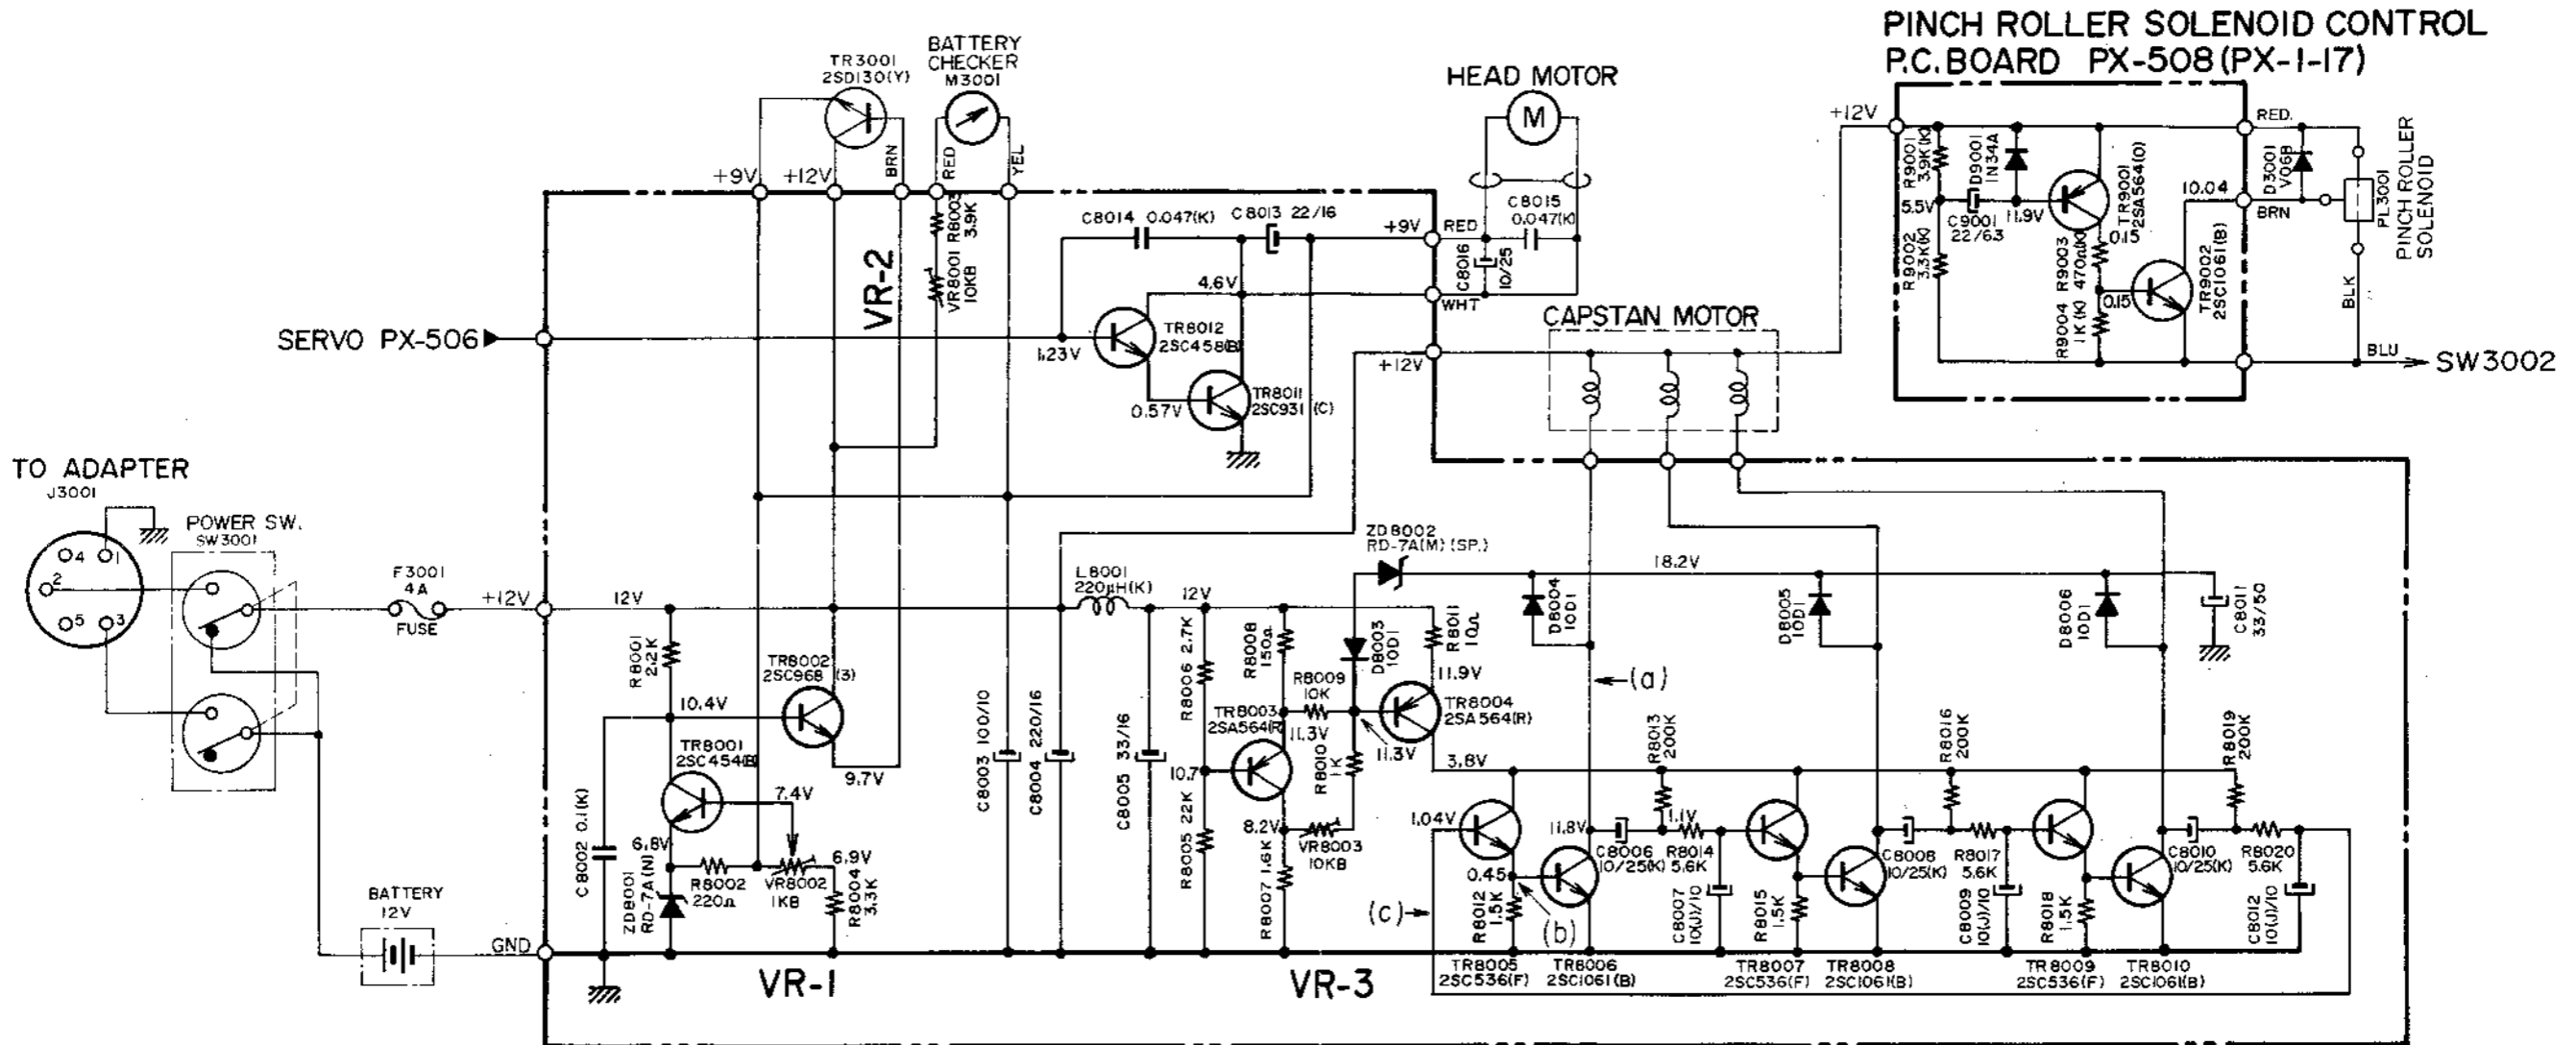 PINCH ROLLER SOLENOID CONTROL
P.C. BOARD PX-508 (PX-1-17)
TR3001
2SD130(Y)
BATTERY
CHECKER
M3001
HEAD MOTOR
M
+12V
RED.
R9001
3.9K(K)
D9001
1N34A
TR9001
2SA564(O)
10.04
D3001
V06B
BRN
PL3001
PINCH ROLLER
SOLENOID
5.5V
C9001
22/6.3
11.9V
0.15
R9002
3.3K(K)
R9003
470Ω(K)
0.15
R9004
1K(K)
TR9002
2SC1061(B)
BLK
BLU
SW3002
+9V
+12V
BRN
RED
YEL
R8003
3.9K
VR8001
10KB
VR-2
C8014 0.047(K)
C8013 22/16
+9V
RED
C8015
0.047(K)
C8016
10/25
4.6V
WHT
SERVO PX-506
1.23V
TR8012
2SC458(B)
0.57V
TR8011
2SC931 (C)
+12V
CAPSTAN MOTOR
TO ADAPTER
J3001
4
1
2
5
3
POWER SW.
SW3001
F3001
4A
FUSE
+12V
12V
L8001
220μH(K)
12V
ZD8002
RD-7A(M) (SP.)
18.2V
D8004
10D1
D8005
10D1
D8006
10D1
C8011
33/50
R8001
2.2K
TR8002
2SC968 (3)
10.4V
TR8001
2SC454(B)
9.7V
7.4V
6.8V
6.9V
C8002 0.1(K)
ZD8001
RD-7A(N)
R8002
220Ω
VR8002
1KB
R8004
3.3K
C8003 100/10
C8004 220/16
C8005 33/16
R8006 2.7K
R8008
150Ω
D8003
10D1
R8011
10Ω
R8009
10K
11.9V
TR8003
2SA564(R)
11.3V
TR8004
2SA564(R)
11.3V
R8010
1K
3.8V
10.7
8.2V
VR8003
10KB
R8005 22K
R8007 1.6K
(a)
R8013
200K
R8016
200K
R8019
200K
1.04V
11.8V
1.1V
C8006
10/25(K)
R8014
5.6K
C8008
10/25(K)
R8017
5.6K
C8010
10/25(K)
R8020
5.6K
0.45
(c)
R8012
1.5K
(b)
C8007
10(J)/10
R8015
1.5K
C8009
10(J)/10
R8018
1.5K
C8012
10(J)/10
BATTERY
12V
GND
VR-1
VR-3
TR8005
2SC536(F)
TR8006
2SC1061(B)
TR8007
2SC536(F)
TR8008
2SC1061(B)
TR8009
2SC536(F)
TR8010
2SC1061(B)